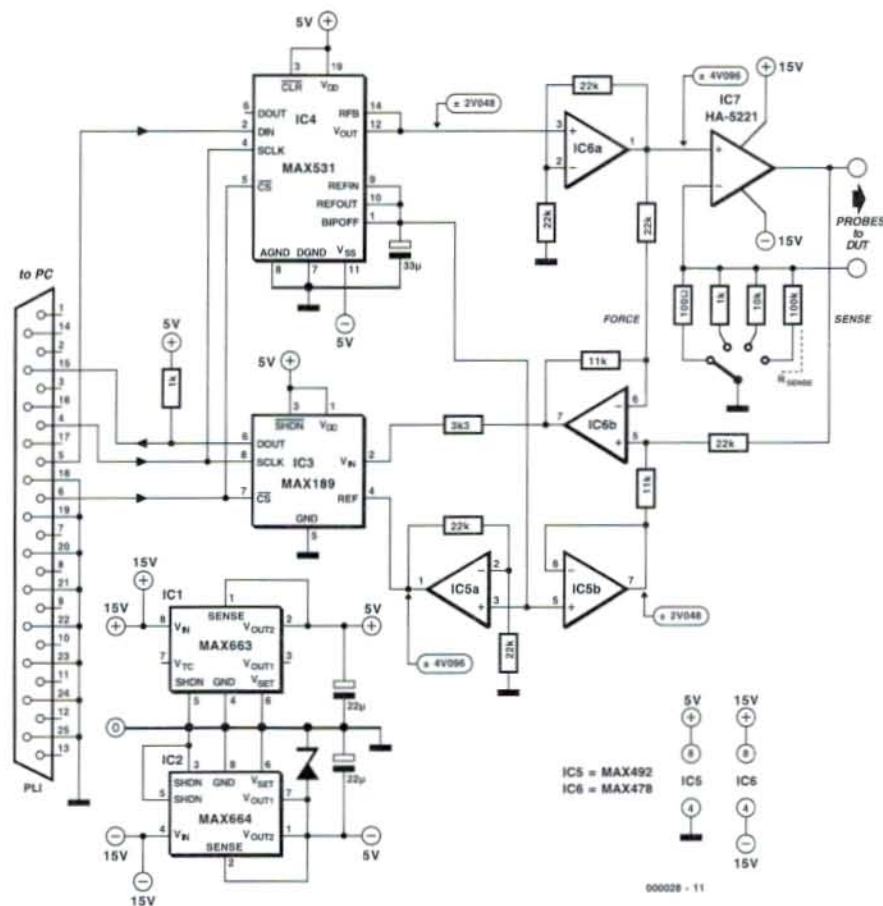 5V
3
19
CLR
VDD
6
DOUT
IC4
RFB
14
2
DIN
VOUT
12
± 2V048
4
SCLK
MAX531
5
CS
REFIN
9
REFOUT
10
BIPOFF
1
AGND
DGND
VSS
8
7
11
33µ
5V
22k
3
+
2
−
IC6a
1
22k
22k
± 4V096
15V
IC7
HA-5221
+
−
15V
PROBES
to
DUT
100Ω
1k
10k
100k
SENSE
RSENSE
FORCE
to PC
1
14
2
15
3
16
4
17
5
18
6
19
7
20
8
21
9
22
10
23
11
24
12
25
13
PLI
5V
1k
5V
3
1
SHDN
VDD
6
DOUT
8
SCLK
IC3
VIN
2
7
CS
MAX189
REF
4
GND
5
3k3
11k
7
IC6b
−
6
+
5
22k
11k
22k
1
IC5a
−
2
+
3
22k
6
−
5
+
IC5b
7
± 4V096
± 2V048
15V
IC1
1
SENSE
15V
8
VIN
VOUT2
2
5V
MAX663
7
VTC
VOUT1
3
SHDN
GND
VSET
5
4
6
22µ
0
IC2
3
8
6
SHDN
GND
VSET
22µ
5
SHDN
VOUT1
7
MAX664
4
VIN
VOUT2
1
15V
SENSE
5V
2
15V
IC5 = MAX492
IC6 = MAX478
5V
15V
8
8
IC5
IC6
4
4
15V
000028 - 11